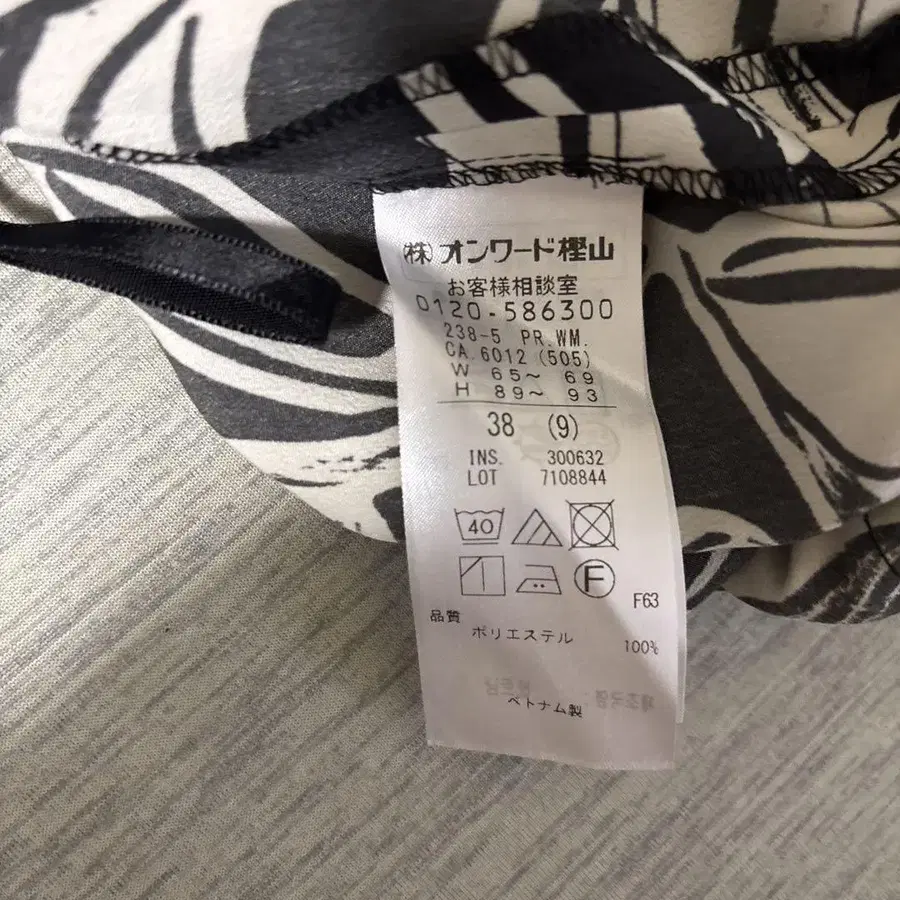 (株)オンワード樫山
お客様相談室
0120-586300
238-5 PR.WM.
CA.6012(505)
W 65〜 69
H 89〜 93
38 (9)
INS. 300632
LOT 7108844
40
F
F63
品質
ポリエステル 100%
ベトナム製